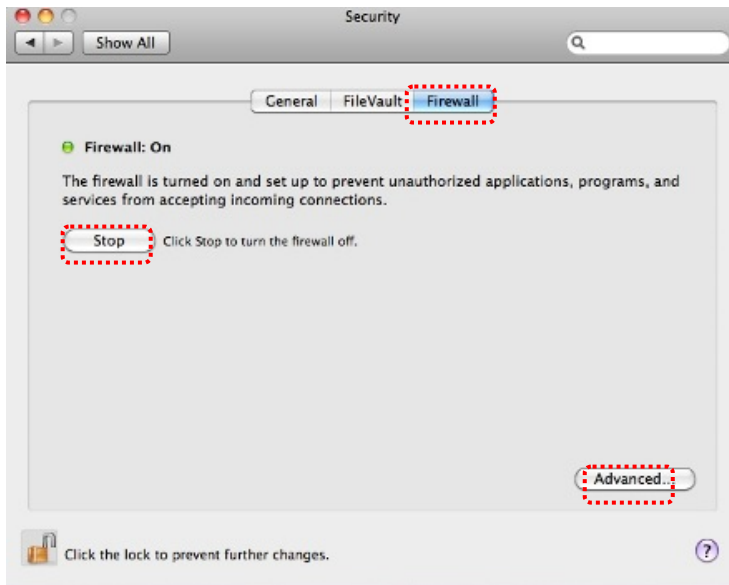 Security
Show All
General FileVault Firewall
Firewall: On
The firewall is turned on and set up to prevent unauthorized applications, programs, and
services from accepting incoming connections.
Stop Click Stop to turn the firewall off.
Advanced...
Click the lock to prevent further changes.
?